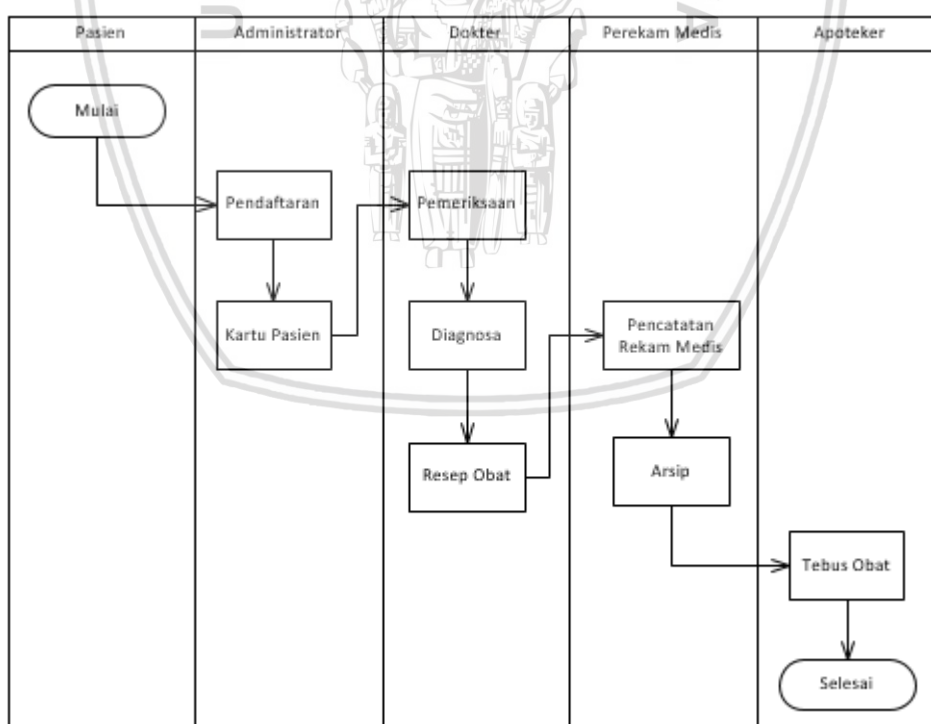 Pasien
Administrator
Dokter
Perekam Medis
Apoteker
Mulai
Pendaftaran
Pemeriksaan
Kartu Pasien
Diagnosa
Pencatatan
Rekam Medis
Resep Obat
Arsip
Tebus Obat
Selesai